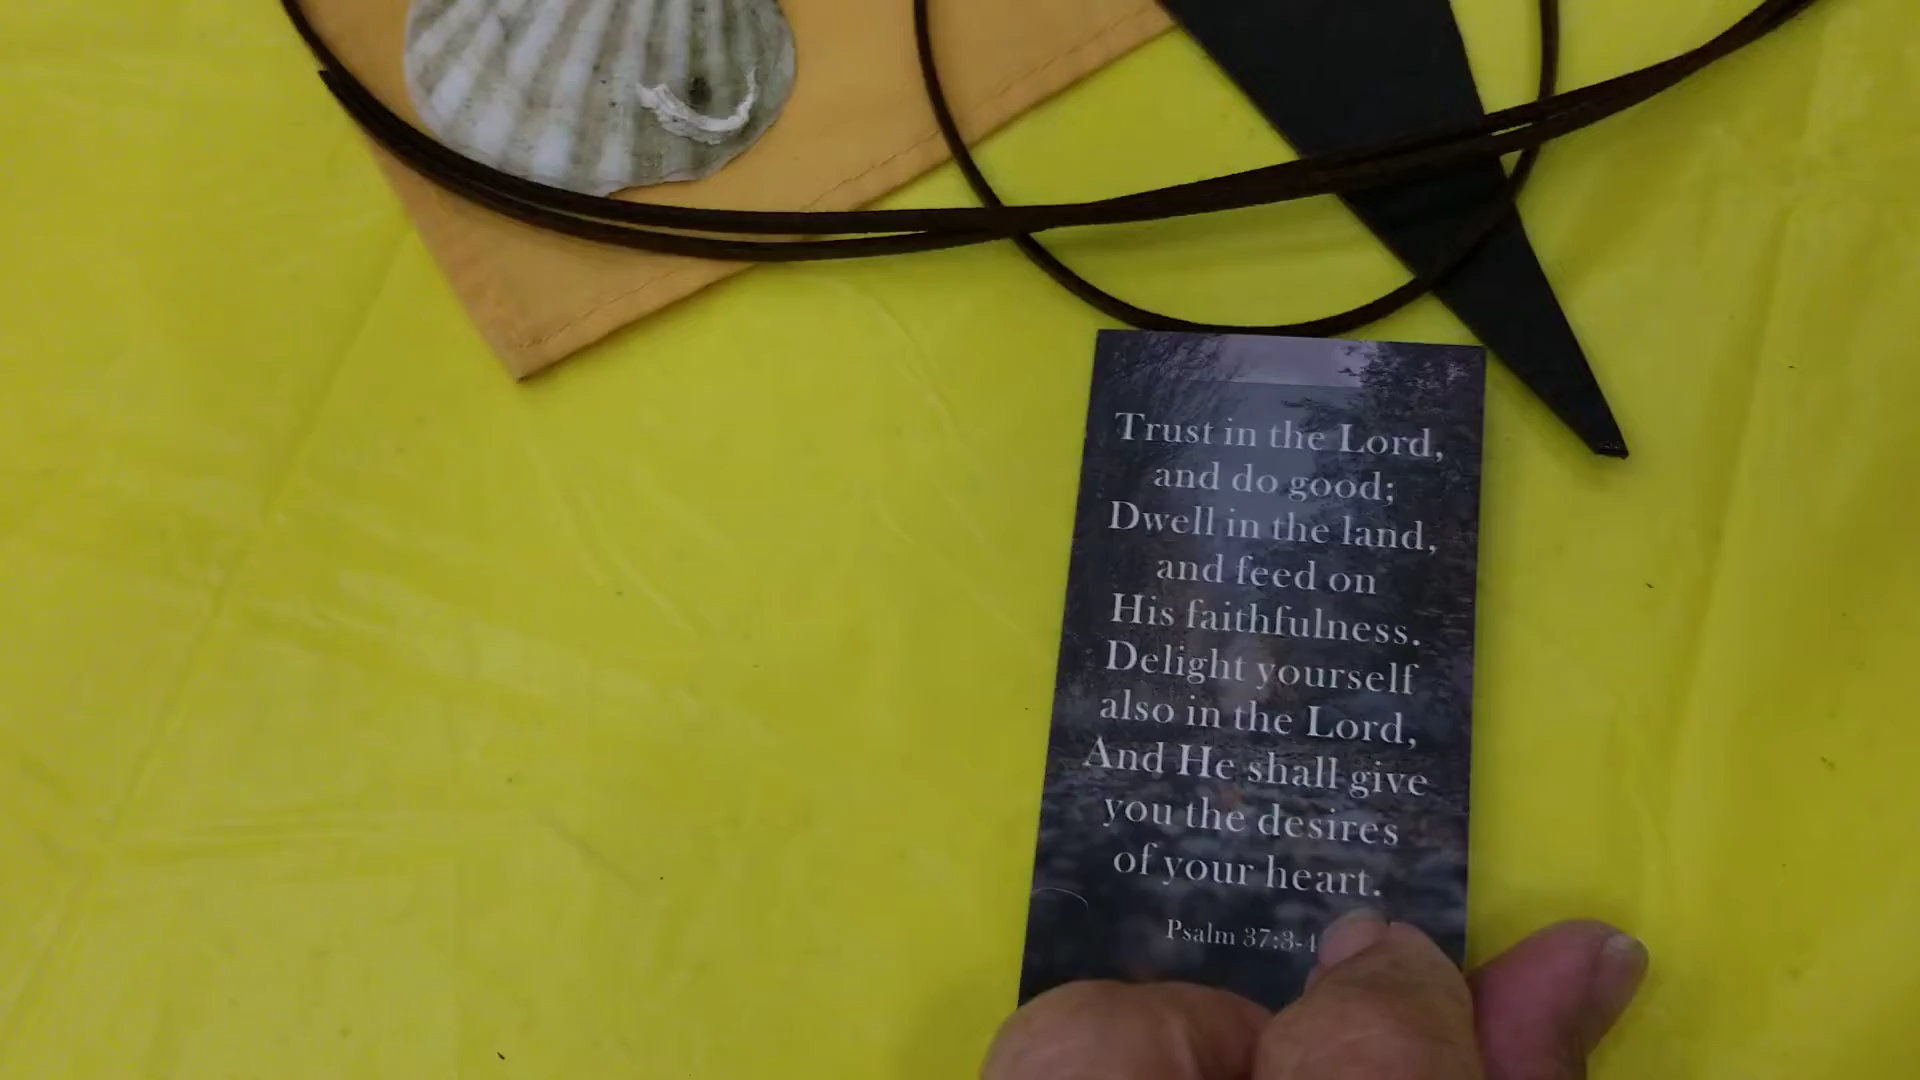 Trust in the Lord,
and do good;
Dwell in the land,
and feed on
His faithfulness.
Delight yourself
also in the Lord,
And He shall give
you the desires
of your heart.
Psalm 37:3-4